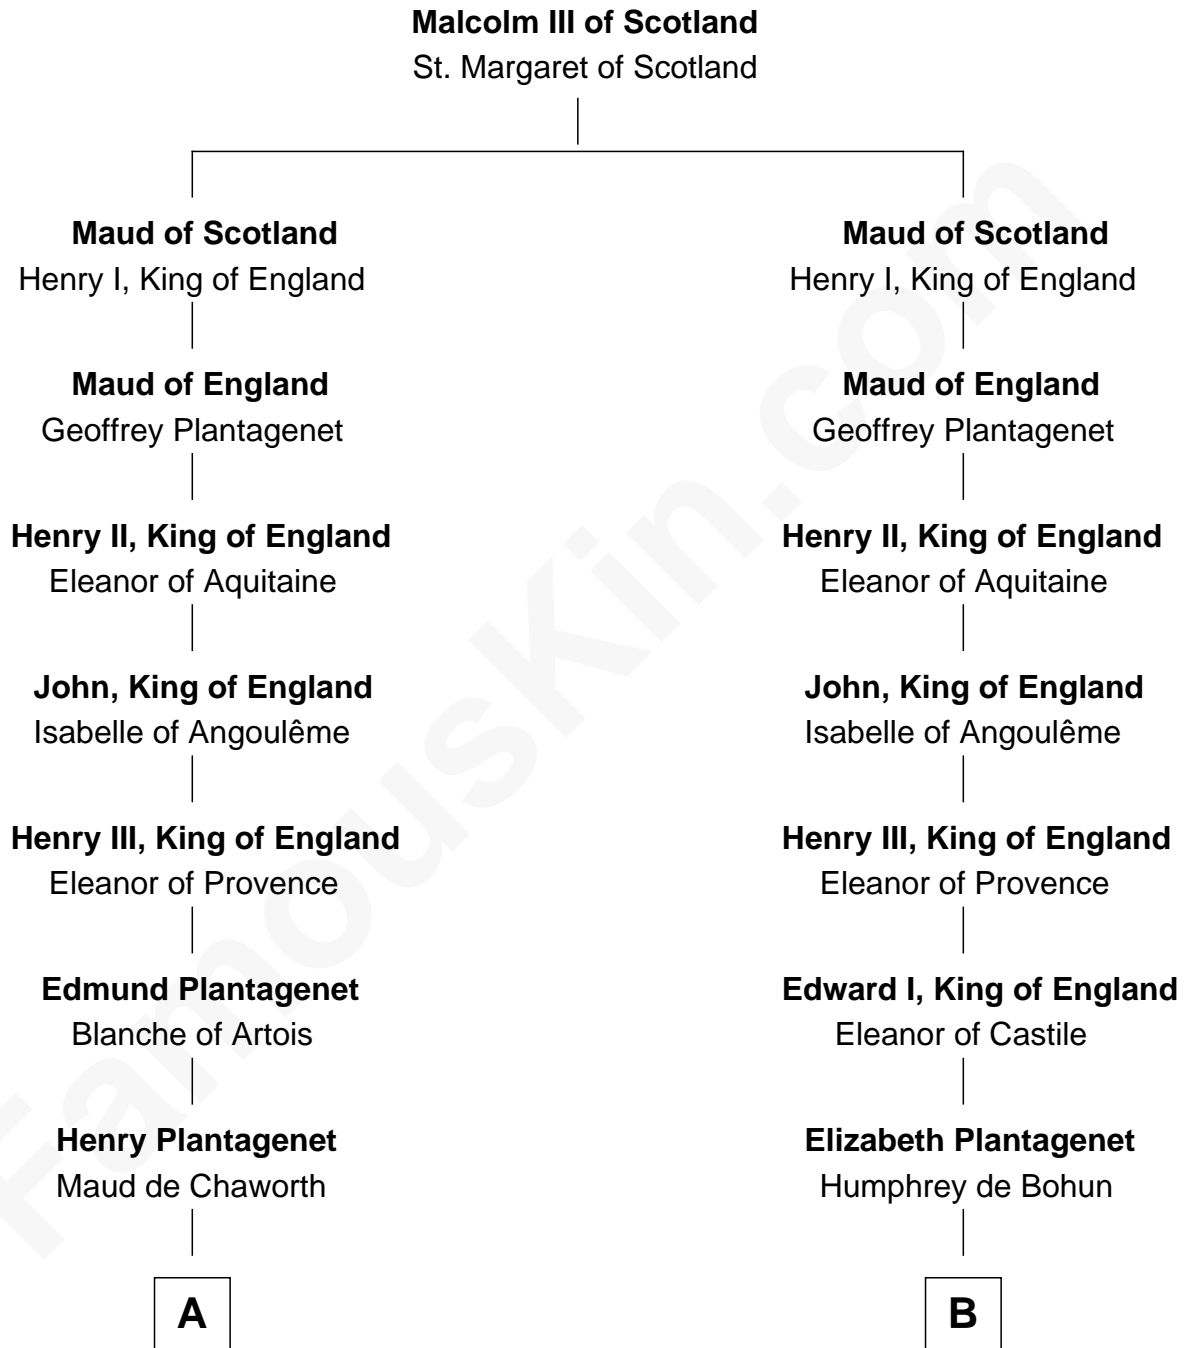 Malcolm III of Scotland
St. Margaret of Scotland
Maud of Scotland
Henry I, King of England
Maud of England
Geoffrey Plantagenet
Henry II, King of England
Eleanor of Aquitaine
John, King of England
Isabelle of Angoulême
Henry III, King of England
Eleanor of Provence
Edmund Plantagenet
Blanche of Artois
Henry Plantagenet
Maud de Chaworth
A
Maud of Scotland
Henry I, King of England
Maud of England
Geoffrey Plantagenet
Henry II, King of England
Eleanor of Aquitaine
John, King of England
Isabelle of Angoulême
Henry III, King of England
Eleanor of Provence
Edward I, King of England
Eleanor of Castile
Elizabeth Plantagenet
Humphrey de Bohun
B
FamousKin.com